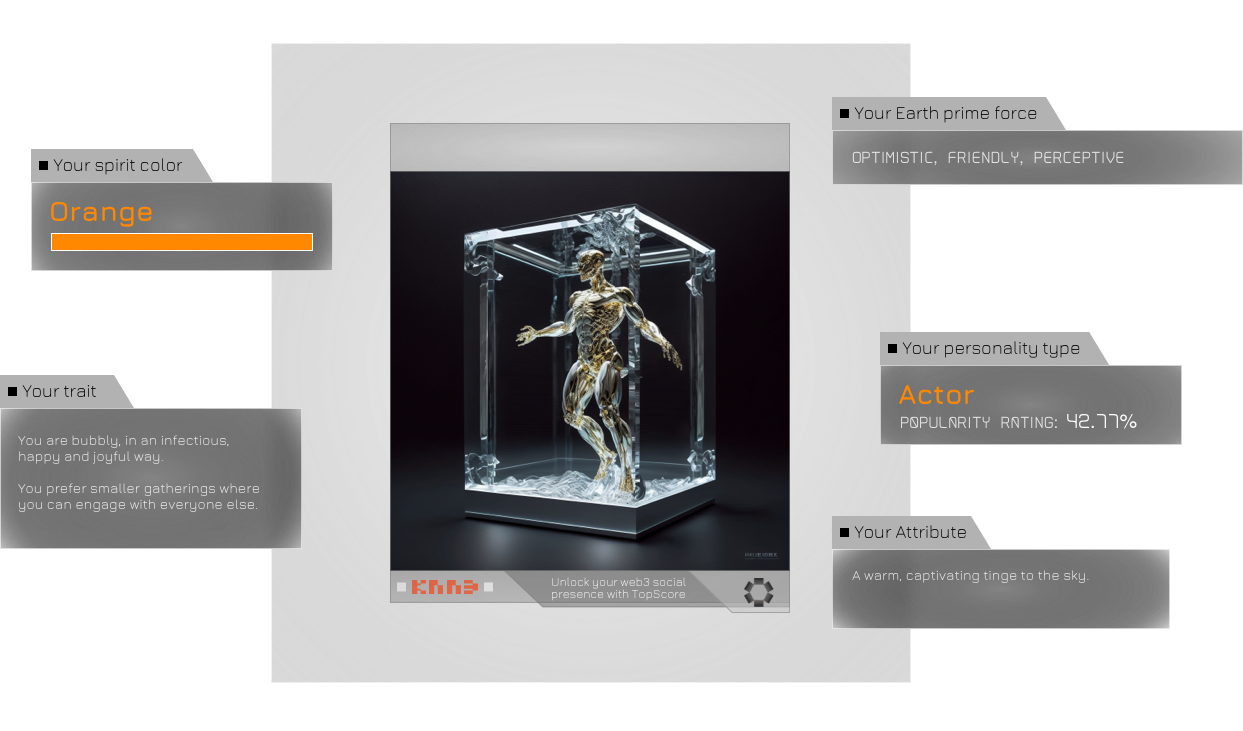 Your spirit color
Orange
Your trait
You are bubbly, in an infectious,
happy and joyful way.
You prefer smaller gatherings where
you can engage with everyone else.
KNN3
Unlock your web3 social
presence with TopScore
Your Earth prime force
OPTIMISTIC, FRIENDLY, PERCEPTIVE
Your personality type
Actor
POPULARITY RATING: 42.77%
Your Attribute
A warm, captivating tinge to the sky.